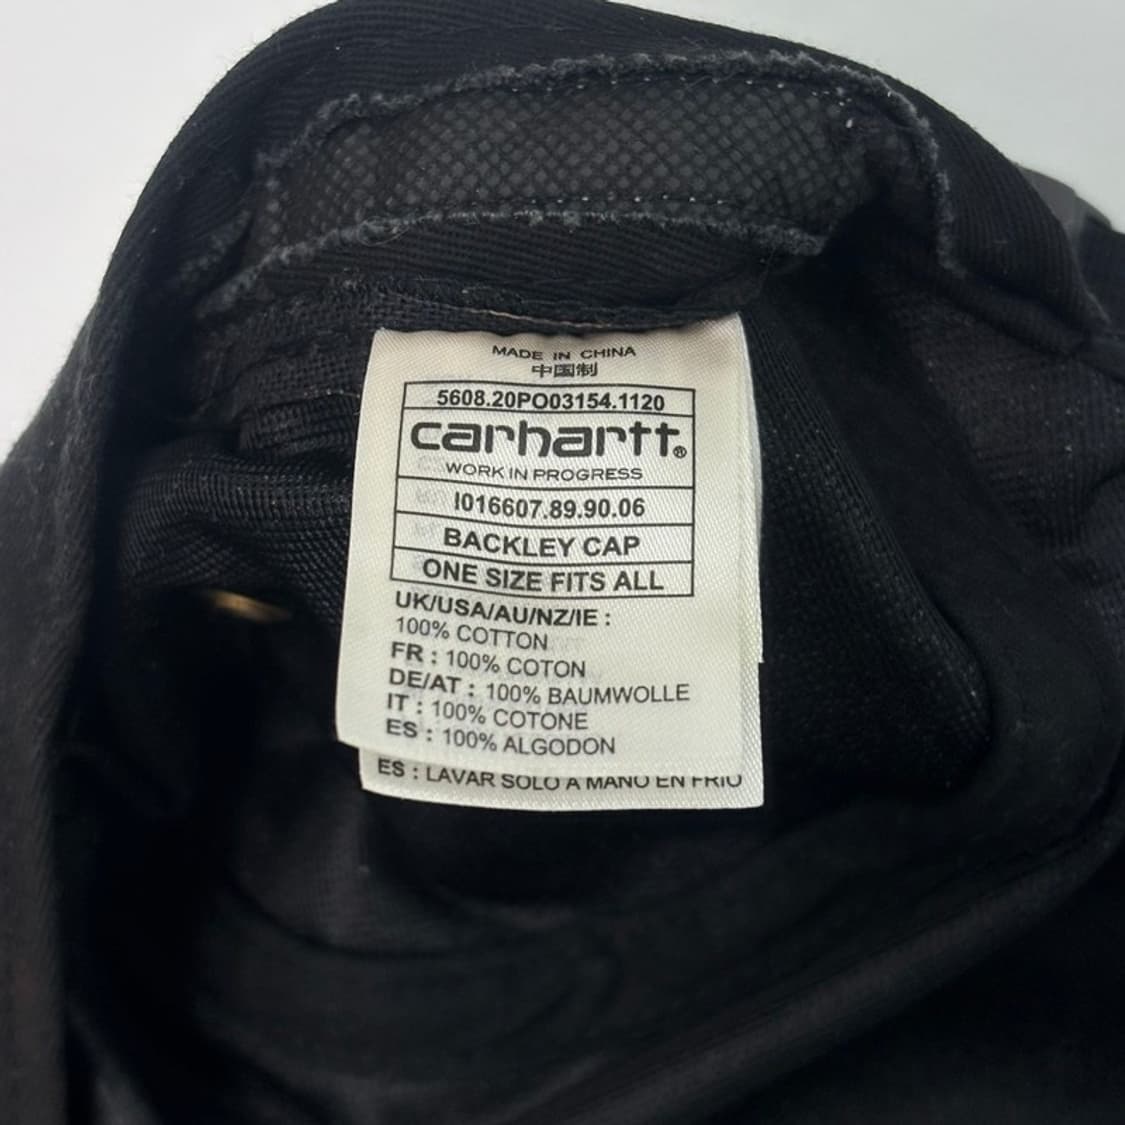 MADE IN CHINA
中国制
5608.20PO03154.1120
carhartt®
WORK IN PROGRESS
I016607.89.90.06
BACKLEY CAP
ONE SIZE FITS ALL
UK/USA/AU/NZ/IE :
100% COTTON
FR : 100% COTON
DE/AT : 100% BAUMWOLLE
IT : 100% COTONE
ES : 100% ALGODON
ES : LAVAR SOLO A MANO EN FRIO